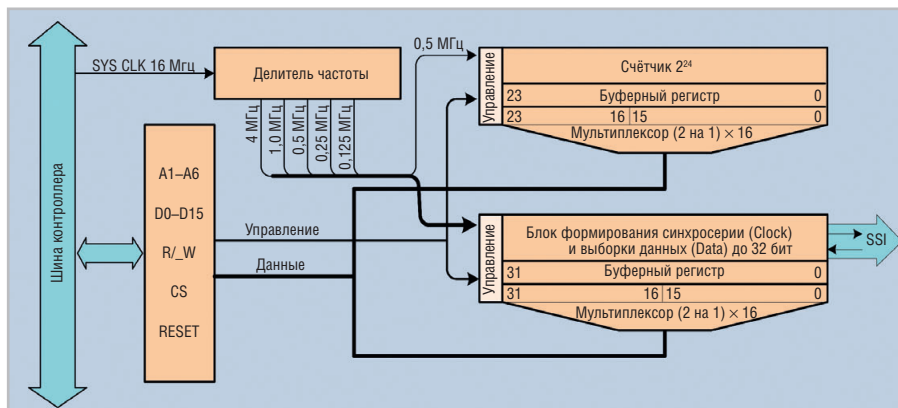 Шина контроллера
SYS CLK 16 Мгц
Делитель частоты
4 МГц
1,0 МГц
0,5 МГц
0,25 МГц
0,125 МГц
0,5 МГц
A1–A6
D0–D15
R/_W
CS
RESET
Управление
Данные
Управление
Счётчик 2²⁴
23 Буферный регистр 0
23 16 | 15 0
Мультиплексор (2 на 1) × 16
Управление
Блок формирования синхросерии (Clock)
и выборки данных (Data) до 32 бит
31 Буферный регистр 0
31 16 | 15 0
Мультиплексор (2 на 1) × 16
SSI